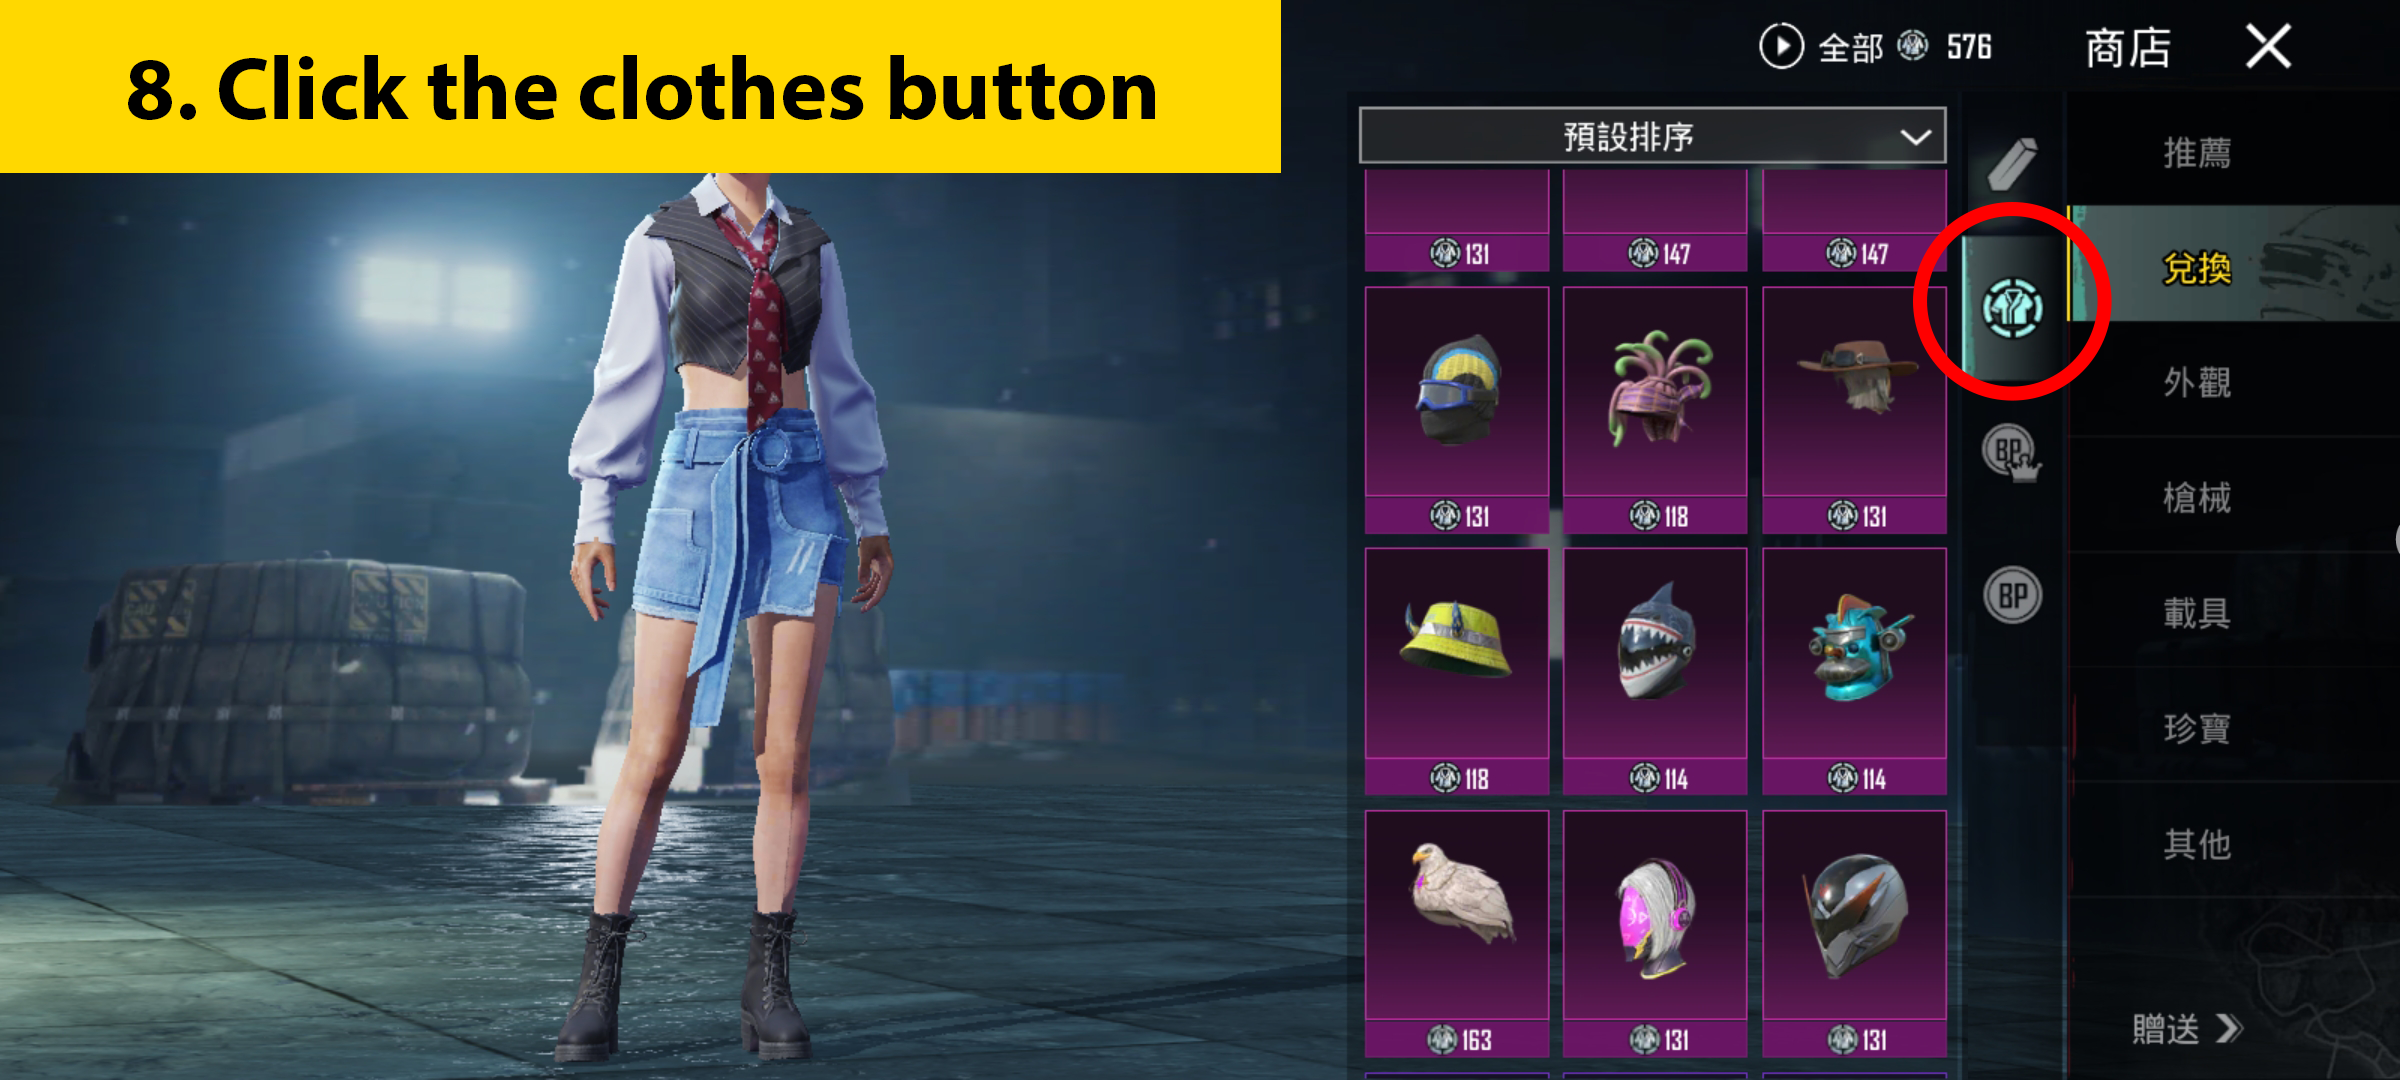 8. Click the clothes button
全部 576
商店
預設排序
131 147 147
131 118 131
118 114 114
163 131 131
BP
BP
推薦
兌換
外觀
槍械
載具
珍寶
其他
贈送
CAUTION